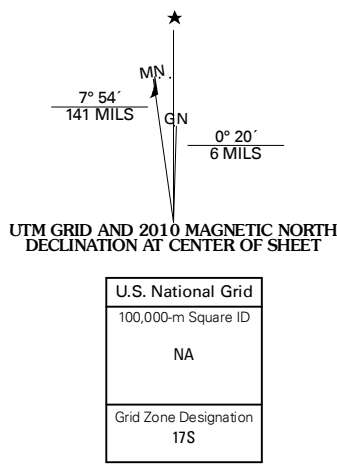 ★
MN
7° 54´
141 MILS
GN
0° 20´
6 MILS
UTM GRID AND 2010 MAGNETIC NORTH
DECLINATION AT CENTER OF SHEET
U.S. National Grid
100,000-m Square ID
NA
Grid Zone Designation
17S